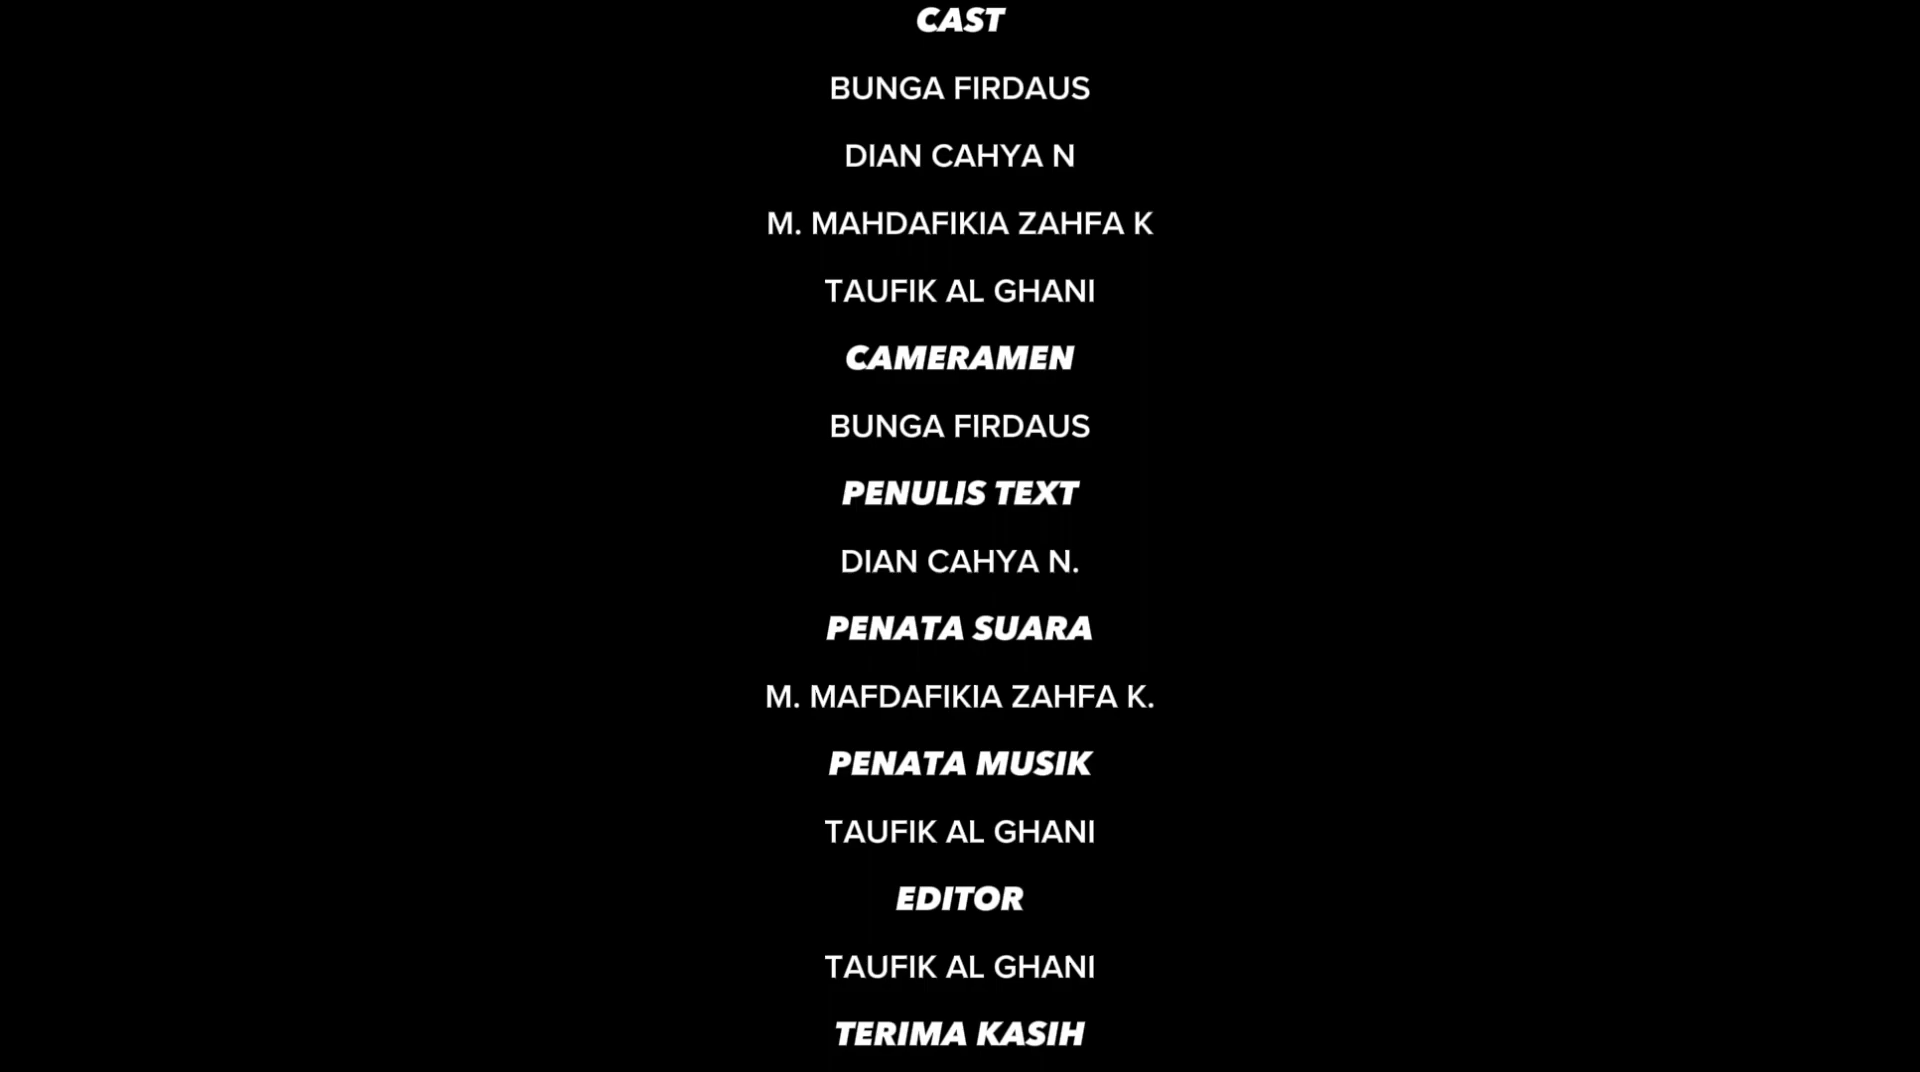 CAST
BUNGA FIRDAUS
DIAN CAHYA N
M. MAHDAFIKIA ZAHFA K
TAUFIK AL GHANI
CAMERAMEN
BUNGA FIRDAUS
PENULIS TEXT
DIAN CAHYA N.
PENATA SUARA
M. MAFDAFIKIA ZAHFA K.
PENATA MUSIK
TAUFIK AL GHANI
EDITOR
TAUFIK AL GHANI
TERIMA KASIH